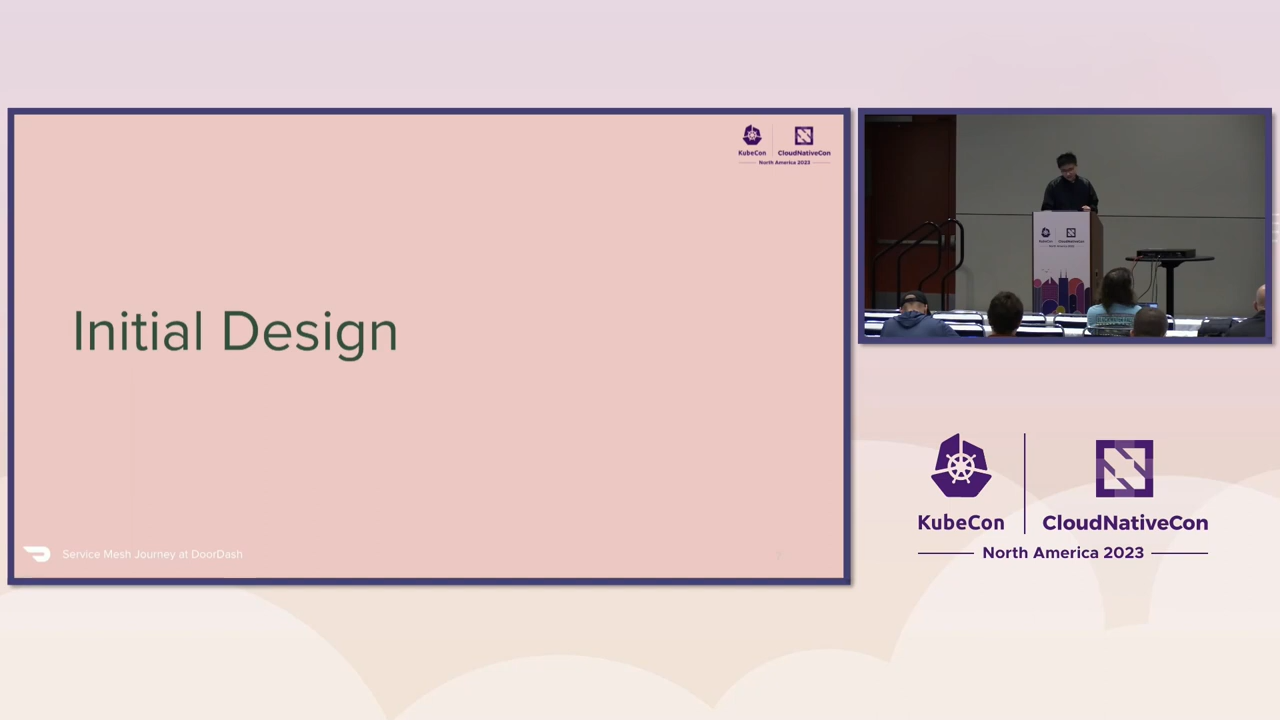 KubeCon
CloudNativeCon
North America 2023
Initial Design
Service Mesh Journey at DoorDash
KubeCon
CloudNativeCon
North America 2023